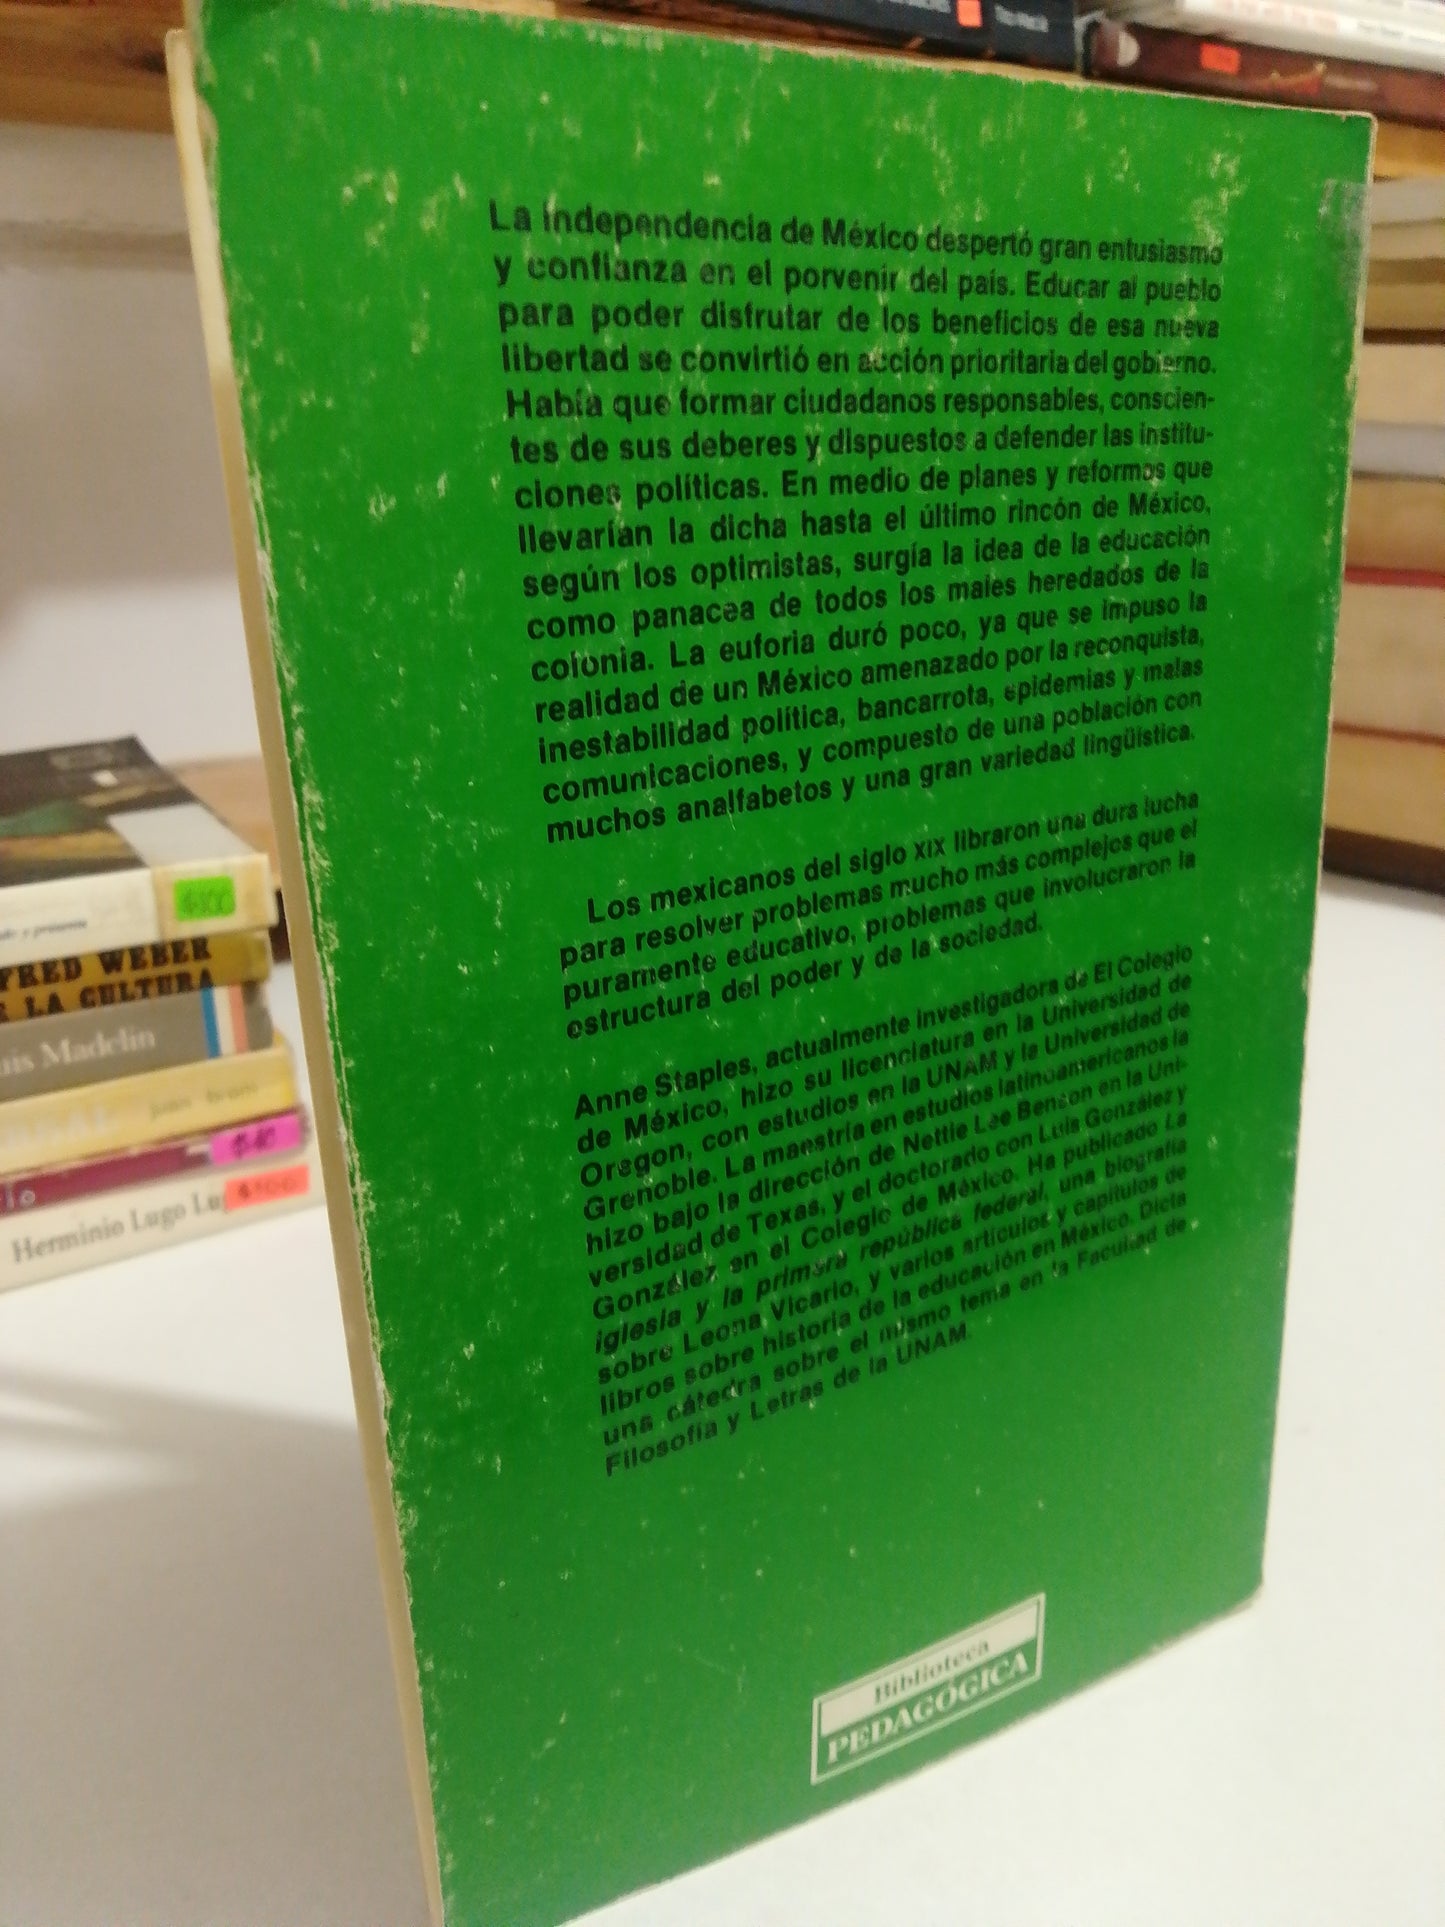 La independencia de México despertó gran entusiasmo
y confianza en el porvenir del país. Educar al pueblo
para poder disfrutar de los beneficios de esa nueva
libertad se convirtió en acción prioritaria del gobierno.
Había que formar ciudadanos responsables, conscien-
tes de sus deberes y dispuestos a defender las institu-
ciones políticas. En medio de planes y reformas que
llevarían la dicha hasta el último rincón de México,
según los optimistas, surgía la idea de la educación
como panacea de todos los males heredados de la
colonia. La euforia duró poco, ya que se impuso la
realidad de un México amenazado por la reconquista,
inestabilidad política, bancarrota, epidemias y malas
comunicaciones, y compuesto de una población con
muchos analfabetos y una gran variedad lingüística.
Los mexicanos del siglo XIX libraron una dura lucha
para resolver problemas mucho más complejos que el
puramente educativo, problemas que involucraron la
estructura del poder y de la sociedad.
Anne Staples, actualmente investigadora de El Colegio
de México, hizo su licenciatura en la Universidad de
Oregon, con estudios en la UNAM y la Universidad de
Grenoble. La maestría en estudios latinoamericanos la
hizo bajo la dirección de Nettie Lee Benson en la Uni-
versidad de Texas, y el doctorado con Luis González y
González en el Colegio de México. Ha publicado La
iglesia y la primera república federal, una biografía
sobre Leona Vicario, y varios artículos y capítulos de
libros sobre historia de la educación en México. Dicta
una cátedra sobre el mismo tema en la Facultad de
Filosofía y Letras de la UNAM.
Biblioteca
PEDAGÓGICA
$100
FRED WEBER
LA CULTURA
Madelin
$40
Herminio Lugo Lu
$100